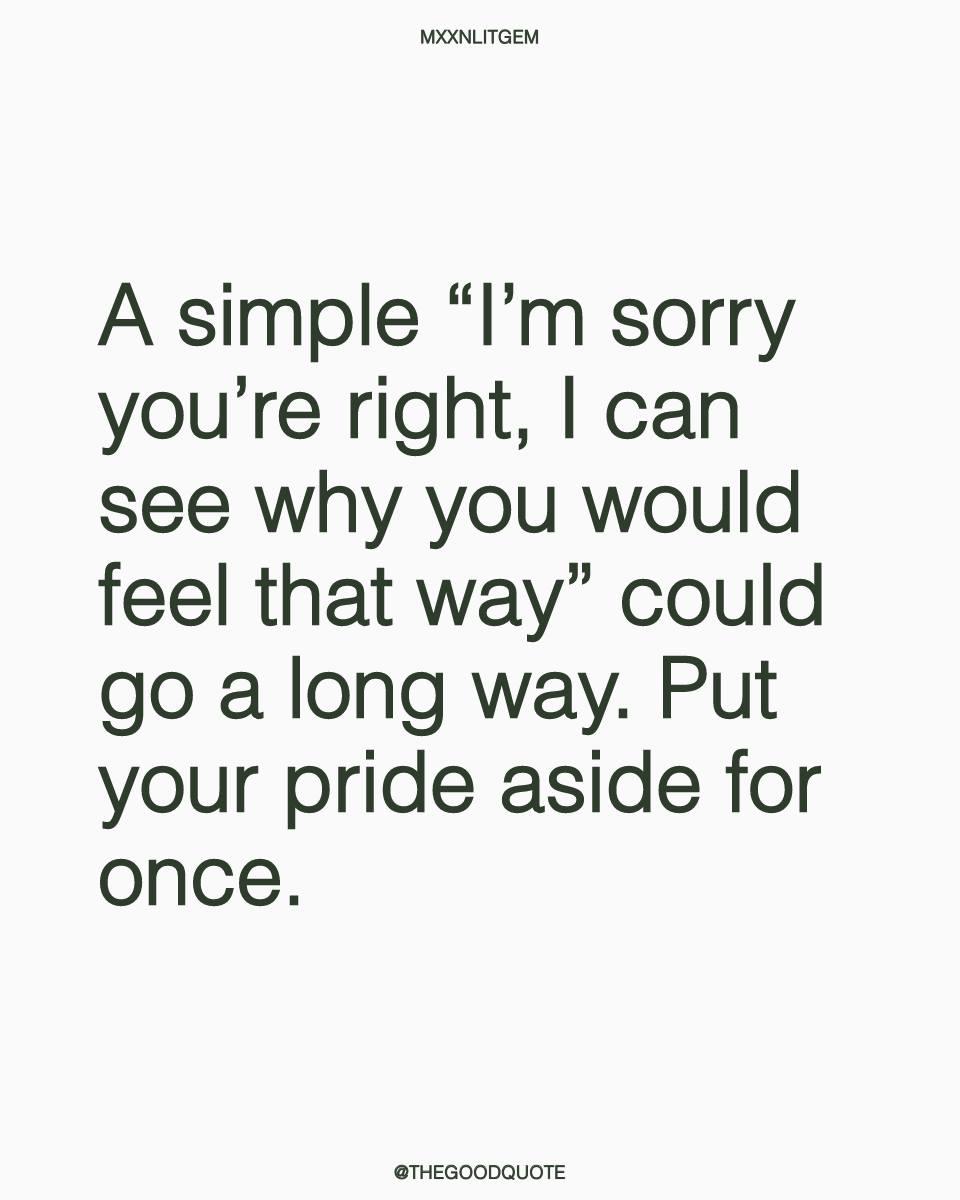 MXXNLITGEM
A simple “I’m sorry
you’re right, I can
see why you would
feel that way” could
go a long way. Put
your pride aside for
once.
@THEGOODQUOTE